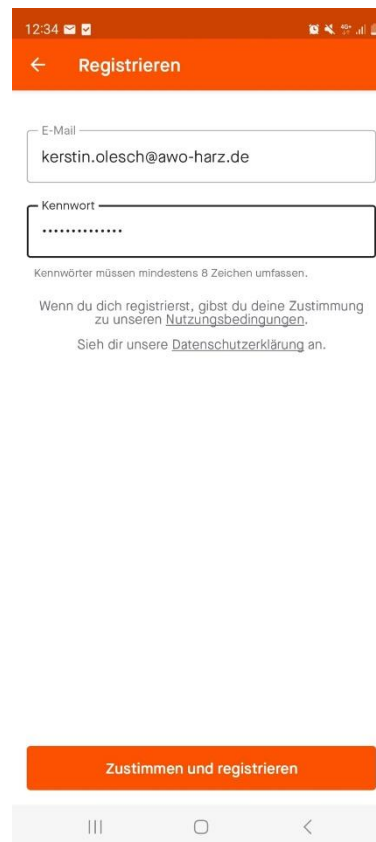 12:34
Registrieren
E-Mail
kerstin.olesch@awo-harz.de
Kennwort
••••••••••••••
Kennwörter müssen mindestens 8 Zeichen umfassen.
Wenn du dich registrierst, gibst du deine Zustimmung
zu unseren Nutzungsbedingungen.
Sieh dir unsere Datenschutzerklärung an.
Zustimmen und registrieren